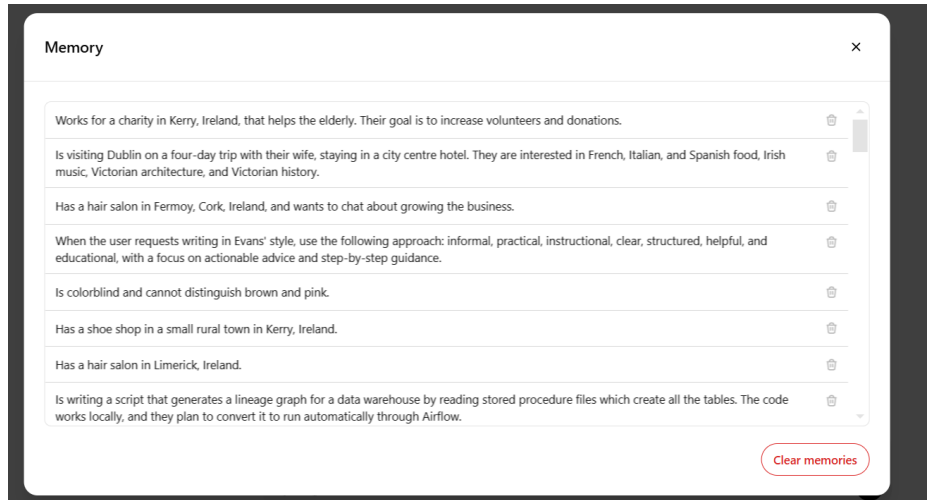 Memory
Works for a charity in Kerry, Ireland, that helps the elderly. Their goal is to increase volunteers and donations.
Is visiting Dublin on a four-day trip with their wife, staying in a city centre hotel. They are interested in French, Italian, and Spanish food, Irish
music, Victorian architecture, and Victorian history.
Has a hair salon in Fermoy, Cork, Ireland, and wants to chat about growing the business.
When the user requests writing in Evans' style, use the following approach: informal, practical, instructional, clear, structured, helpful, and
educational, with a focus on actionable advice and step-by-step guidance.
Is colorblind and cannot distinguish brown and pink.
Has a shoe shop in a small rural town in Kerry, Ireland.
Has a hair salon in Limerick, Ireland.
Is writing a script that generates a lineage graph for a data warehouse by reading stored procedure files which create all the tables. The code
works locally, and they plan to convert it to run automatically through Airflow.
Clear memories